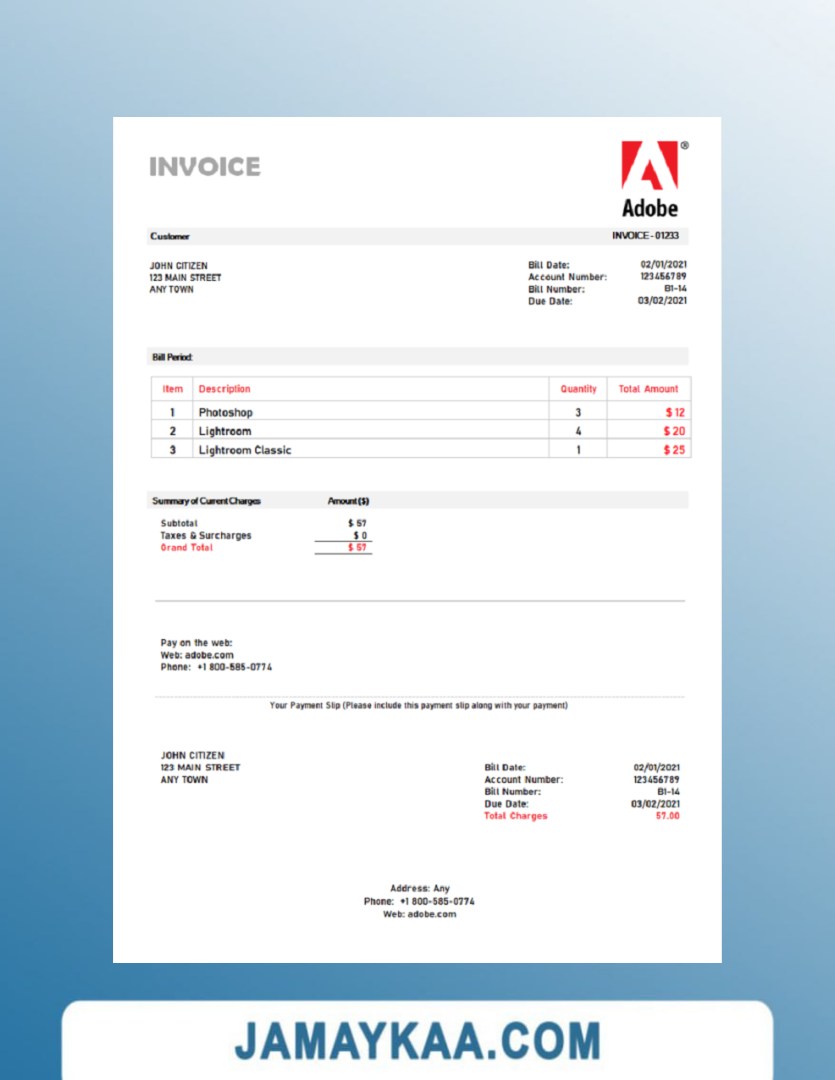 INVOICE
®
Adobe
Customer INVOICE - 01233
JOHN CITIZEN
123 MAIN STREET
ANY TOWN
Bill Date: 02/01/2021
Account Number: 123456789
Bill Number: B1-14
Due Date: 03/02/2021
Bill Period:
Item Description Quantity Total Amount
1 Photoshop 3 $ 12
2 Lightroom 4 $ 20
3 Lightroom Classic 1 $ 25
Summary of Current Charges Amount ($)
Subtotal $ 57
Taxes & Surcharges $ 0
Grand Total $ 57
Pay on the web:
Web: adobe.com
Phone: +1 800-585-0774
Your Payment Slip (Please include this payment slip along with your payment)
JOHN CITIZEN
123 MAIN STREET
ANY TOWN
Bill Date: 02/01/2021
Account Number: 123456789
Bill Number: B1-14
Due Date: 03/02/2021
Total Charges 57.00
Address: Any
Phone: +1 800-585-0774
Web: adobe.com
JAMAYKAA.COM